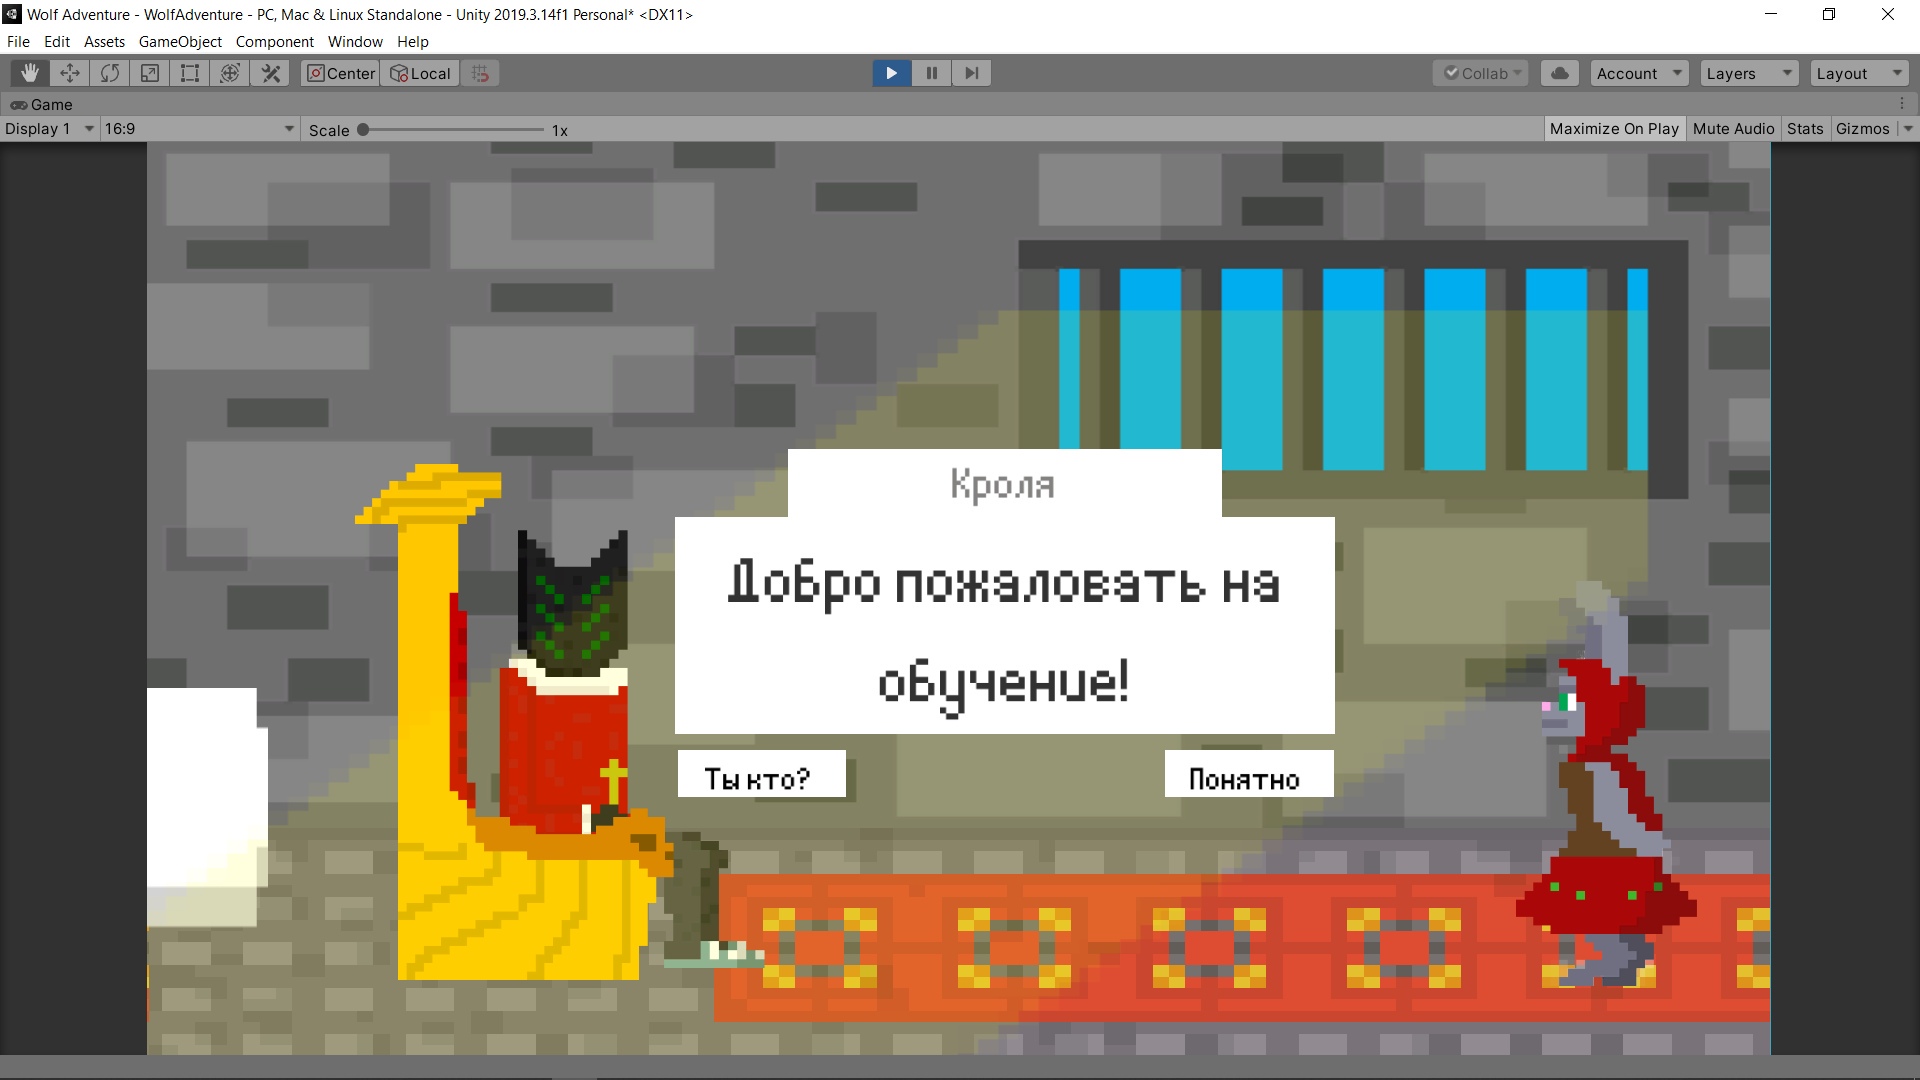 Wolf Adventure - WolfAdventure - PC, Mac & Linux Standalone - Unity 2019.3.14f1 Personal* <DX11>
File Edit Assets GameObject Component Window Help
Center Local Collab Account Layers Layout
Game
Display 1 16:9 Scale 1x Maximize On Play Mute Audio Stats Gizmos
Кроля
Добро пожаловать на
обучение!
Ты кто? Понятно